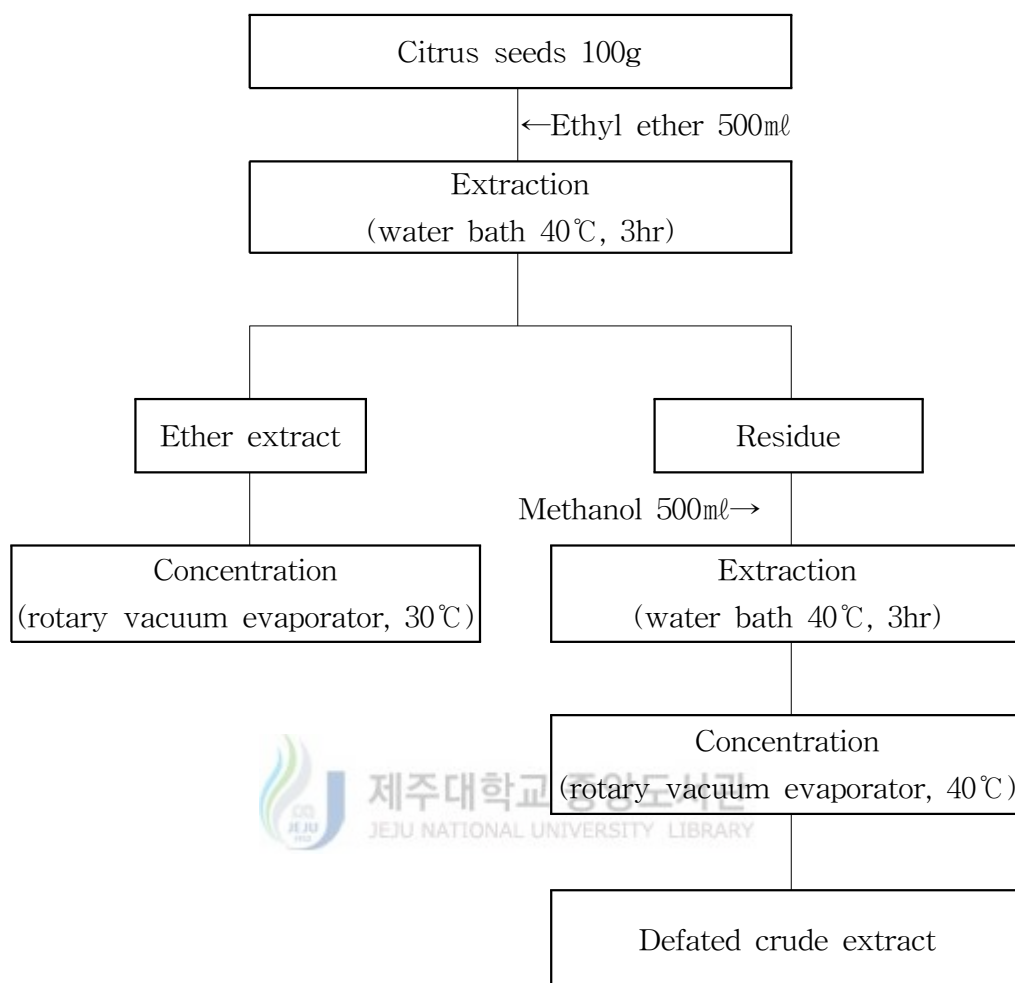 Citrus seeds 100g
←Ethyl ether 500㎖
Extraction
(water bath 40℃, 3hr)
Ether extract
Residue
Methanol 500㎖→
Concentration
(rotary vacuum evaporator, 30℃)
Extraction
(water bath 40℃, 3hr)
Concentration
(rotary vacuum evaporator, 40℃)
제주대학교 중앙도서관
JEJU NATIONAL UNIVERSITY LIBRARY
JEJU
1952
Defated crude extract